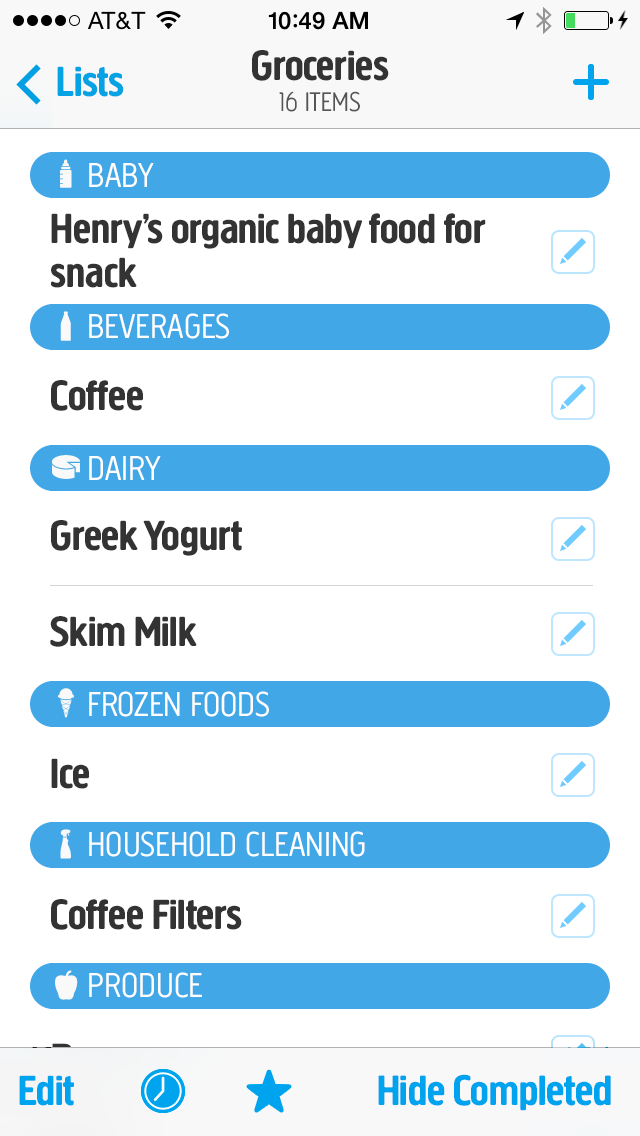 AT&T 10:49 AM
Lists
Groceries
16 ITEMS
BABY
Henry's organic baby food for
snack
BEVERAGES
Coffee
DAIRY
Greek Yogurt
Skim Milk
FROZEN FOODS
Ice
HOUSEHOLD CLEANING
Coffee Filters
PRODUCE
Edit Hide Completed